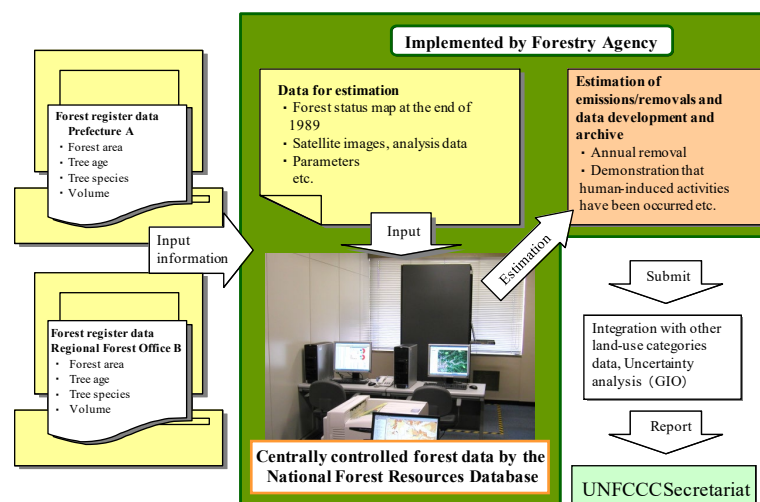 Implemented by Forestry Agency
Forest register data
Prefecture A
・Forest area
・Tree age
・Tree species
・Volume
Input
information
Forest register data
Regional Forest Office B
• Forest area
• Tree age
• Tree species
• Volume
Data for estimation
・Forest status map at the end of
1989
・Satellite images, analysis data
・Parameters
etc.
Input
Estimation
Centrally controlled forest data by the
National Forest Resources Database
Estimation of
emissions/removals and
data development and
archive
・Annual removal
・Demonstration that
human-induced activities
have been occurred etc.
Submit
Integration with other
land-use categories
data, Uncertainty
analysis（GIO）
Report
UNFCCCSecretariat